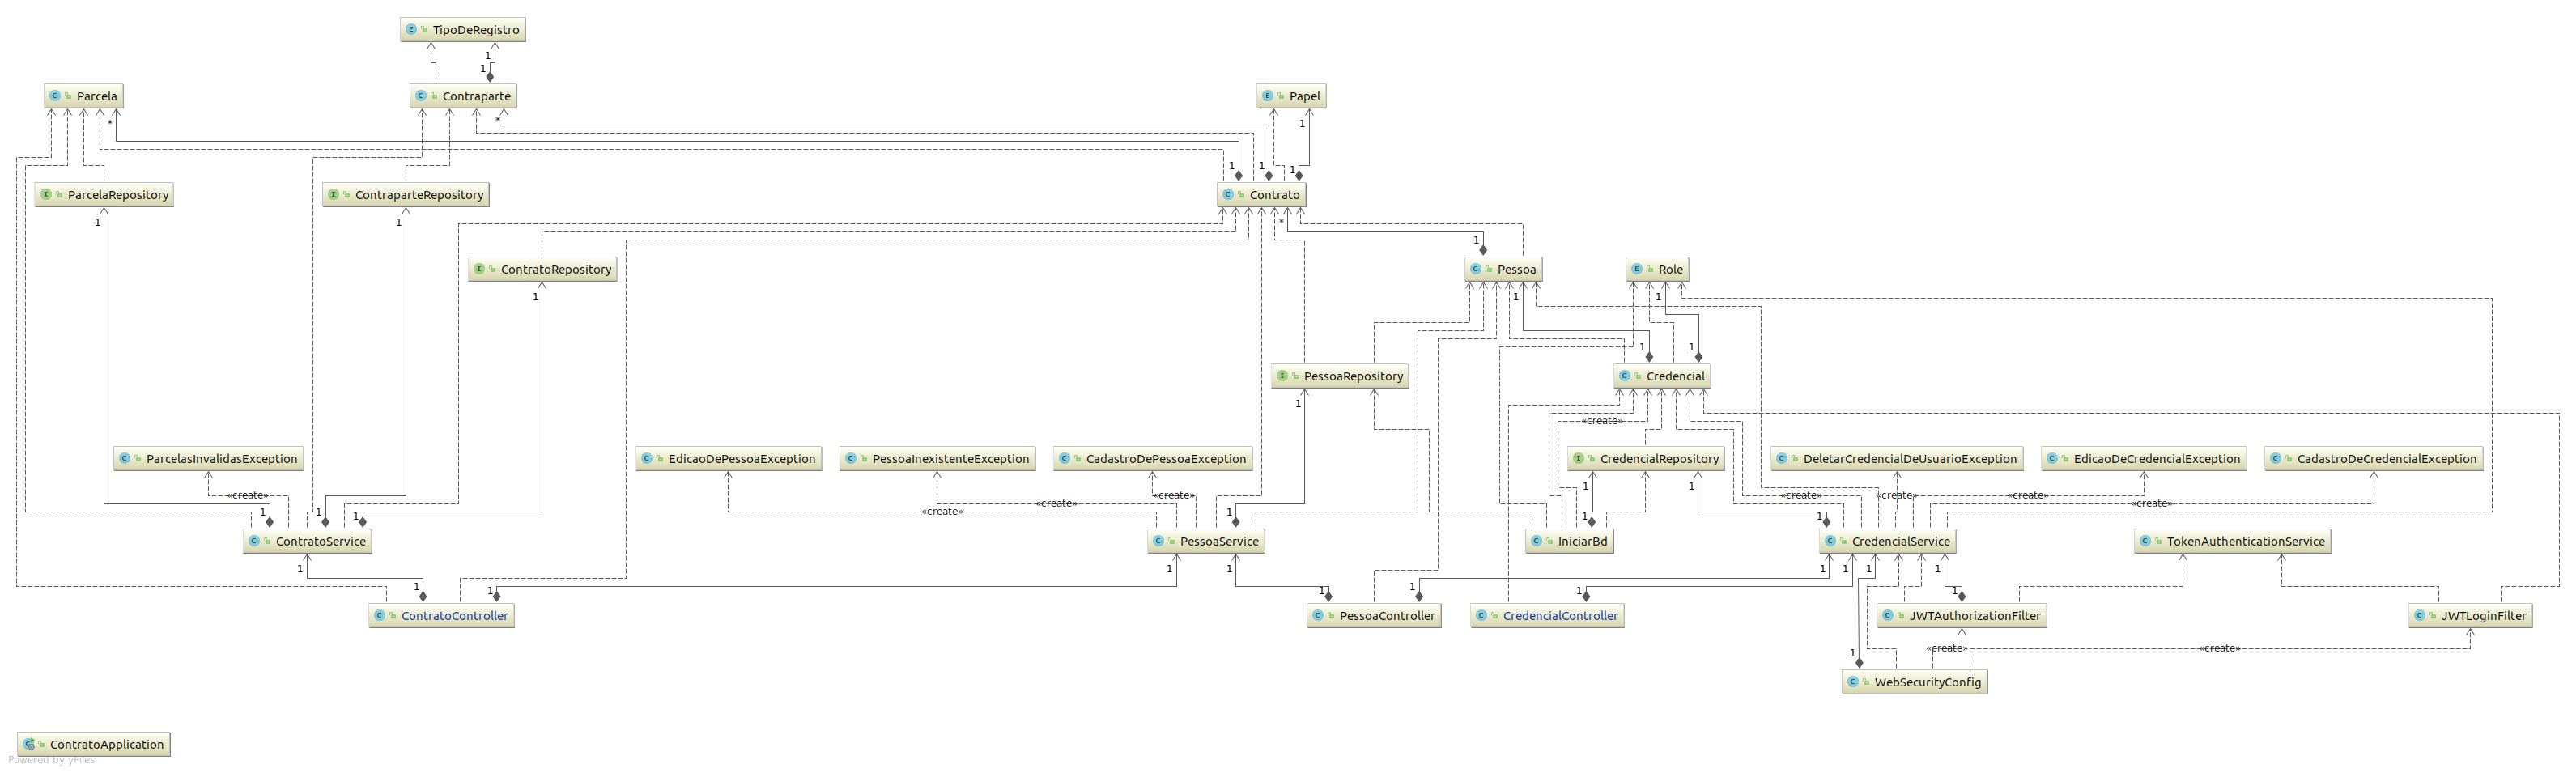 TipoDeRegistro
1
1
Parcela
Contraparte
Papel
*
*
1
1
1
1
ParcelaRepository
ContraparteRepository
Contrato
1
1
*
1
ContratoRepository
Pessoa
Role
1
1
1
1
1
PessoaRepository
Credencial
1
«create»
ParcelasInvalidasException
EdicaoDePessoaException
PessoaInexistenteException
CadastroDePessoaException
CredencialRepository
DeletarCredencialDeUsuarioException
EdicaoDeCredencialException
CadastroDeCredencialException
1
1
«create»
«create»
«create»
«create»
«create»
«create»
«create»
«create»
1
1
1
1
1
1
ContratoService
PessoaService
IniciarBd
CredencialService
TokenAuthenticationService
1
1
1
1
1
1
1
1
1
1
1
1
1
ContratoController
PessoaController
CredencialController
JWTAuthorizationFilter
JWTLoginFilter
1
«create»
«create»
WebSecurityConfig
ContratoApplication
Powered by yFiles